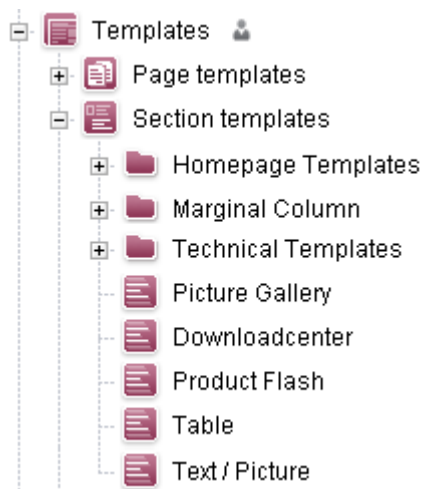 Templates
Page templates
Section templates
Homepage Templates
Marginal Column
Technical Templates
Picture Gallery
Downloadcenter
Product Flash
Table
Text / Picture